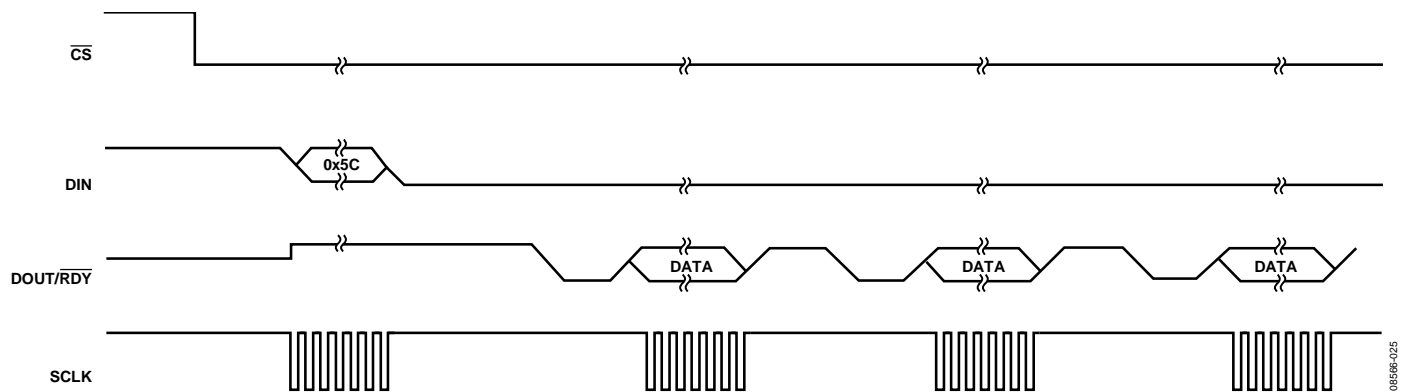 CS
DIN
0x5C
DOUT/RDY
DATA
DATA
DATA
SCLK
08566-025